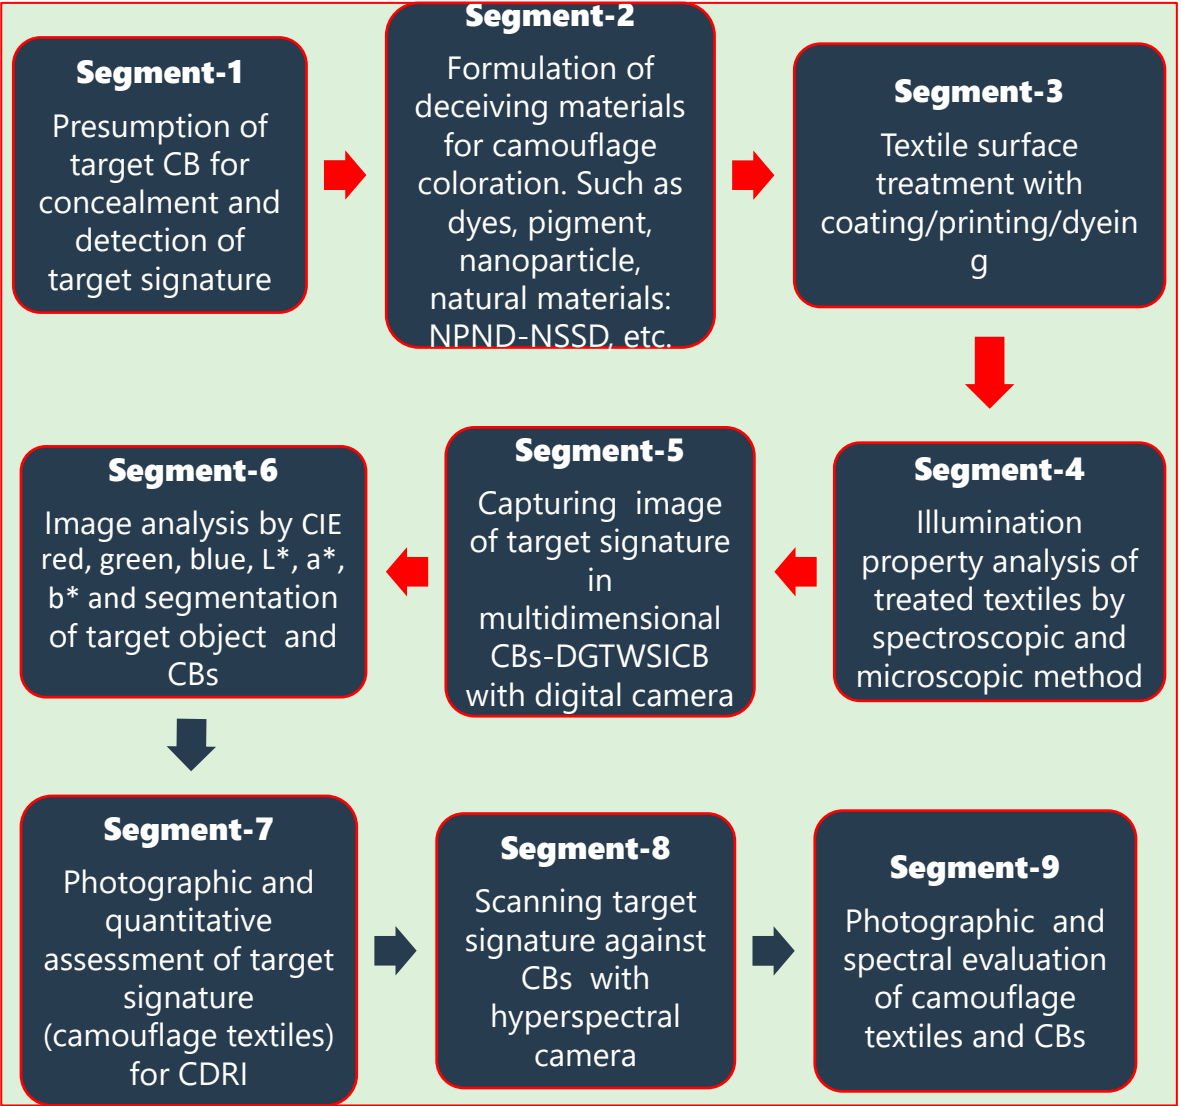 Segment-1
Presumption of
target CB for
concealment and
detection of
target signature
Segment-2
Formulation of
deceiving materials
for camouflage
coloration. Such as
dyes, pigment,
nanoparticle,
natural materials:
NPND-NSSD, etc.
Segment-3
Textile surface
treatment with
coating/printing/dyein
g
Segment-4
Illumination
property analysis of
treated textiles by
spectroscopic and
microscopic method
Segment-5
Capturing image
of target signature
in
multidimensional
CBs-DGTWSICB
with digital camera
Segment-6
Image analysis by CIE
red, green, blue, L*, a*,
b* and segmentation
of target object and
CBs
Segment-7
Photographic and
quantitative
assessment of target
signature
(camouflage textiles)
for CDRI
Segment-8
Scanning target
signature against
CBs with
hyperspectral
camera
Segment-9
Photographic and
spectral evaluation
of camouflage
textiles and CBs